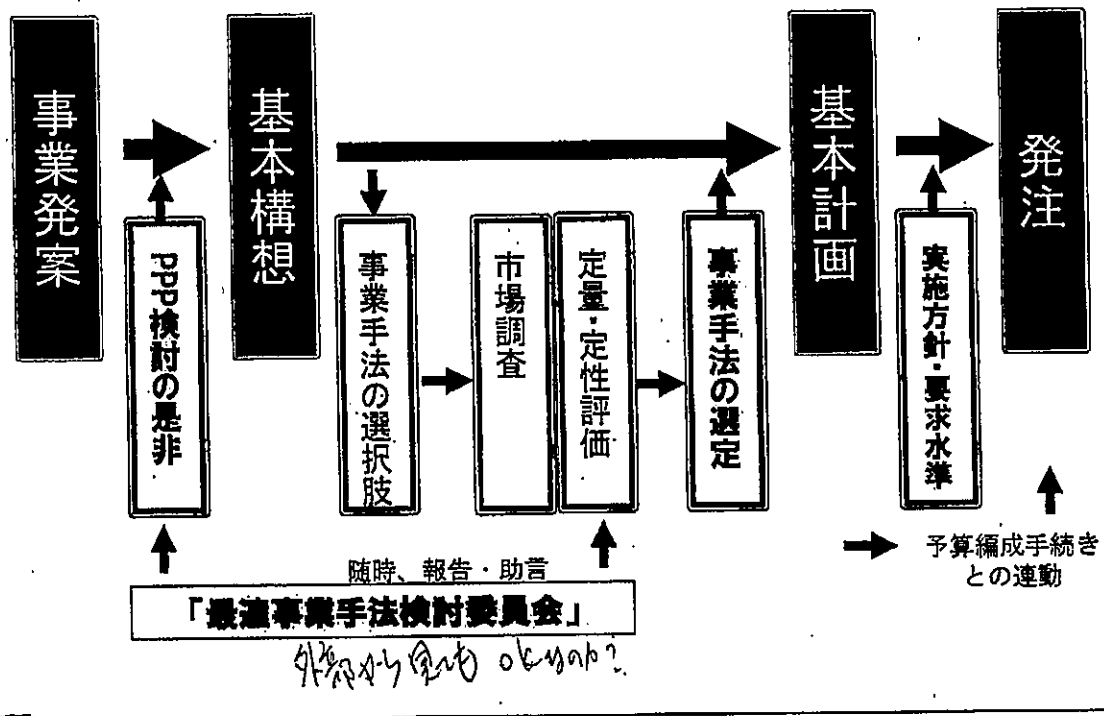 事業発案
基本構想
基本計画
発注
PPP検討の是非
事業手法の選択肢
市場調査
定量・定性評価
事業手法の選定
実施方針・要求水準
随時、報告・助言
「最適事業手法検討委員会」
予算編成手続き
との連動
外部から見ても